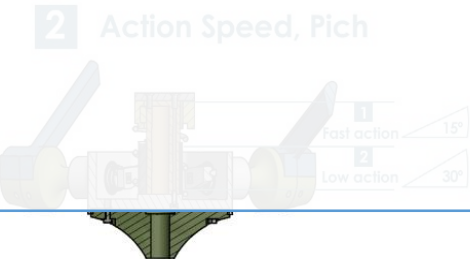 2 Action Speed, Pich
1
Fast action 15°
2
Low action 30°